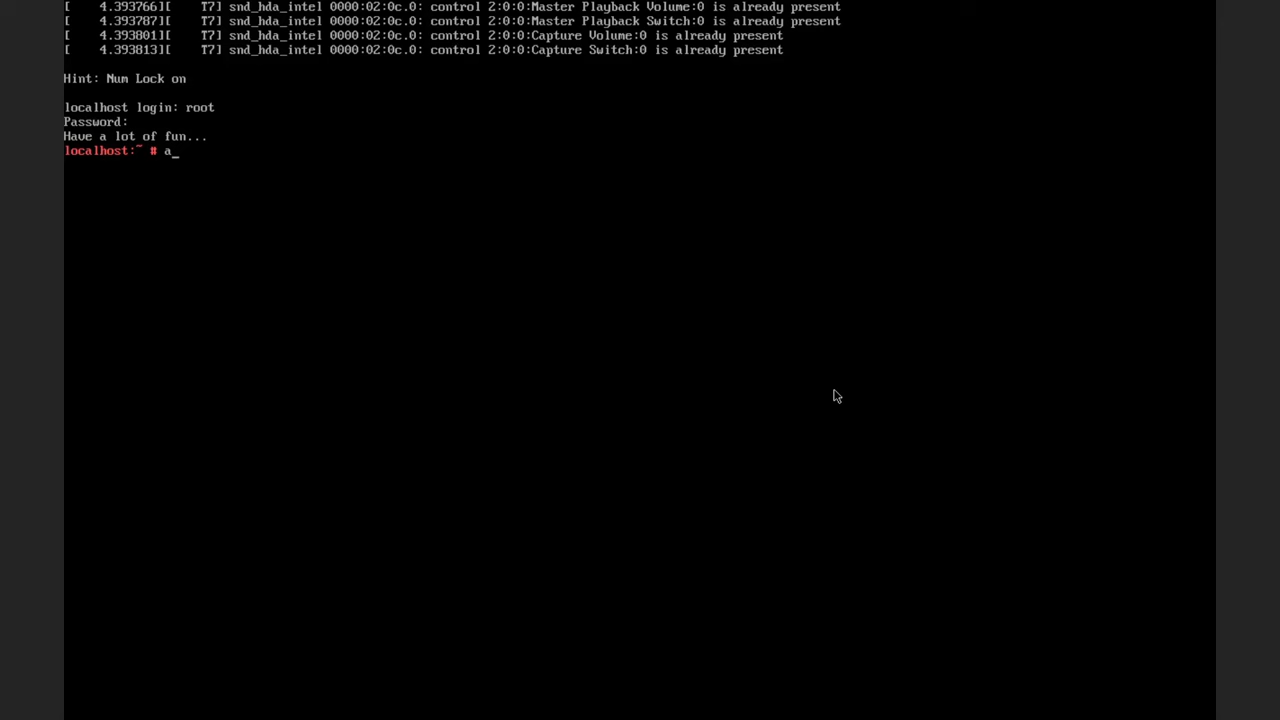 [    4.393766][    T7] snd_hda_intel 0000:02:0c.0: control 2:0:0:Master Playback Volume:0 is already present
[    4.393787][    T7] snd_hda_intel 0000:02:0c.0: control 2:0:0:Master Playback Switch:0 is already present
[    4.393801][    T7] snd_hda_intel 0000:02:0c.0: control 2:0:0:Capture Volume:0 is already present
[    4.393813][    T7] snd_hda_intel 0000:02:0c.0: control 2:0:0:Capture Switch:0 is already present
Hint: Num Lock on
localhost login: root
Password:
Have a lot of fun...
localhost:~ # a_